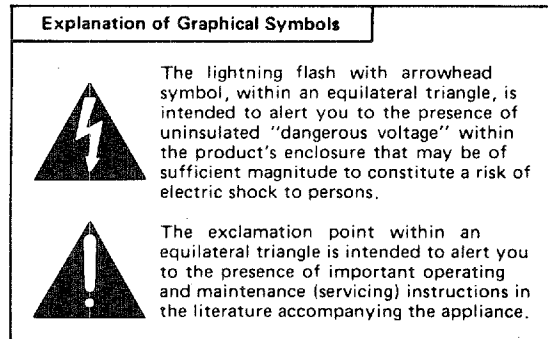 Explanation of Graphical Symbols
The lightning flash with arrowhead
symbol, within an equilateral triangle, is
intended to alert you to the presence of
uninsulated "dangerous voltage" within
the product's enclosure that may be of
sufficient magnitude to constitute a risk of
electric shock to persons.
The exclamation point within an
equilateral triangle is intended to alert you
to the presence of important operating
and maintenance (servicing) instructions in
the literature accompanying the appliance.